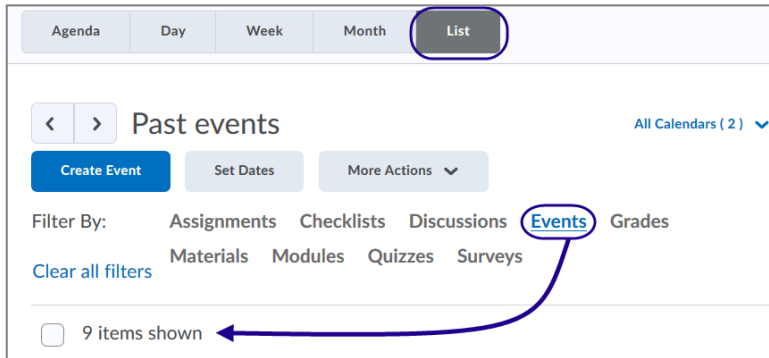 Agenda Day Week Month List
Past events All Calendars ( 2 )
Create Event Set Dates More Actions
Filter By: Assignments Checklists Discussions Events Grades
Materials Modules Quizzes Surveys
Clear all filters
9 items shown